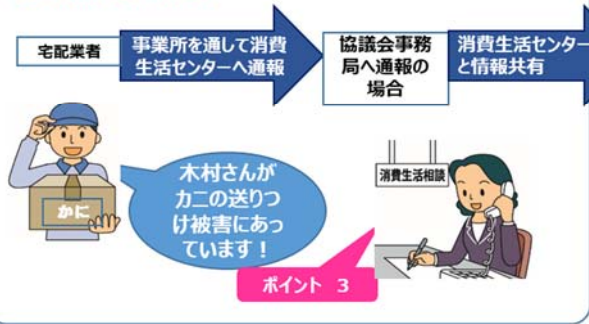 宅配業者
事業所を通して消費
生活センターへ通報
協議会事務
局へ通報の
場合
消費生活センター
と情報共有
かに
木村さんが
カニの送りつ
け被害にあっ
ています！
消費生活相談
ポイント 3